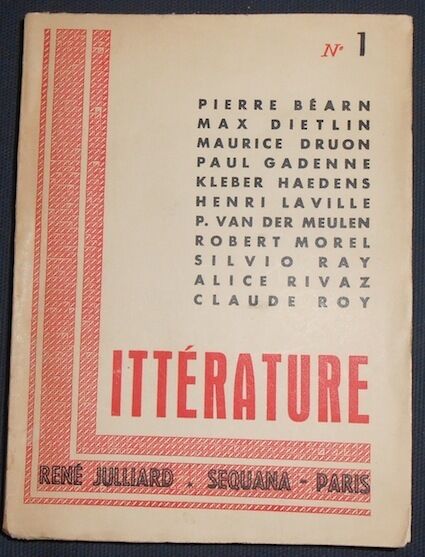 N° 1
PIERRE BÉARN
MAX DIETLIN
MAURICE DRUON
PAUL GADENNE
KLEBER HAEDENS
HENRI LAVILLE
P. VAN DER MEULEN
ROBERT MOREL
SILVIO RAY
ALICE RIVAZ
CLAUDE ROY
LITTÉRATURE
RENÉ JULLIARD . SEQUANA - PARIS